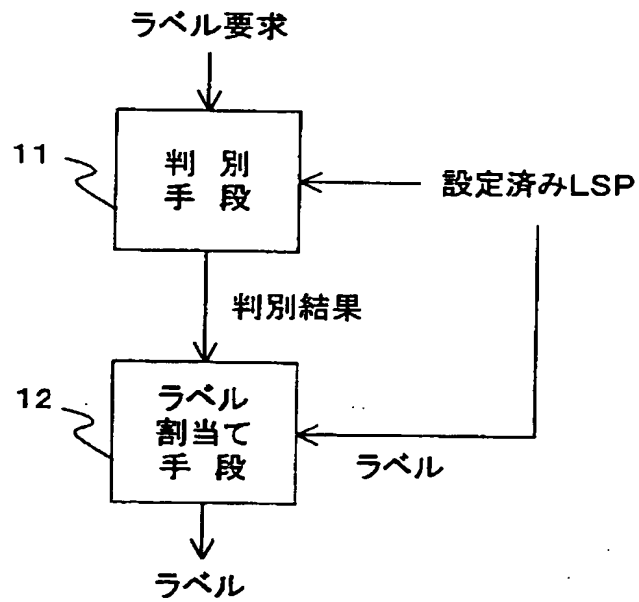 ラベル要求
11
判 別
手 段
設定済みLSP
判別結果
12
ラベル
割当て
手 段
ラベル
ラベル